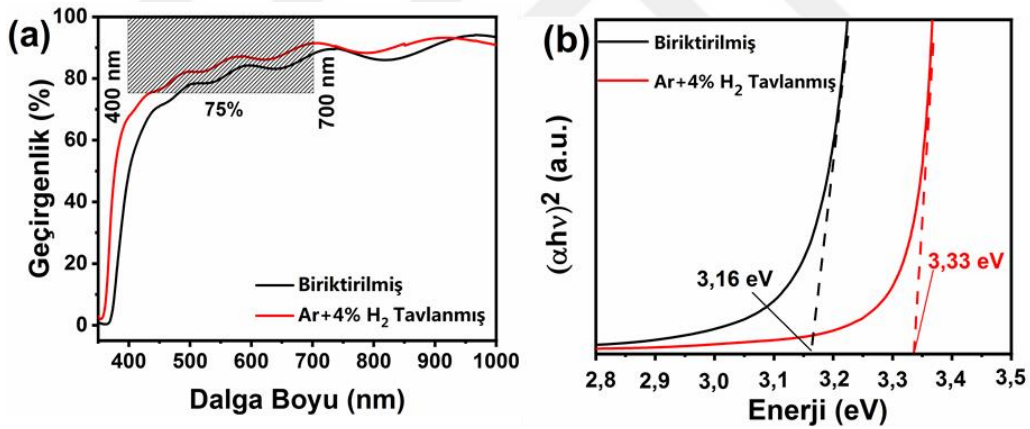 (a)
100
80
60
40
20
0
Geçirgenlik (%)
400 nm
75%
700 nm
Biriktirilmiş
Ar+4% H₂ Tavlanmış
400 500 600 700 800 900 1000
Dalga Boyu (nm)
(b)
Biriktirilmiş
Ar+4% H₂ Tavlanmış
(αhν)² (a.u.)
3,16 eV
3,33 eV
2,8 2,9 3,0 3,1 3,2 3,3 3,4 3,5
Enerji (eV)